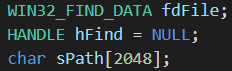 WIN32_FIND_DATA fdFile;
HANDLE hFind = NULL;
char sPath[2048];